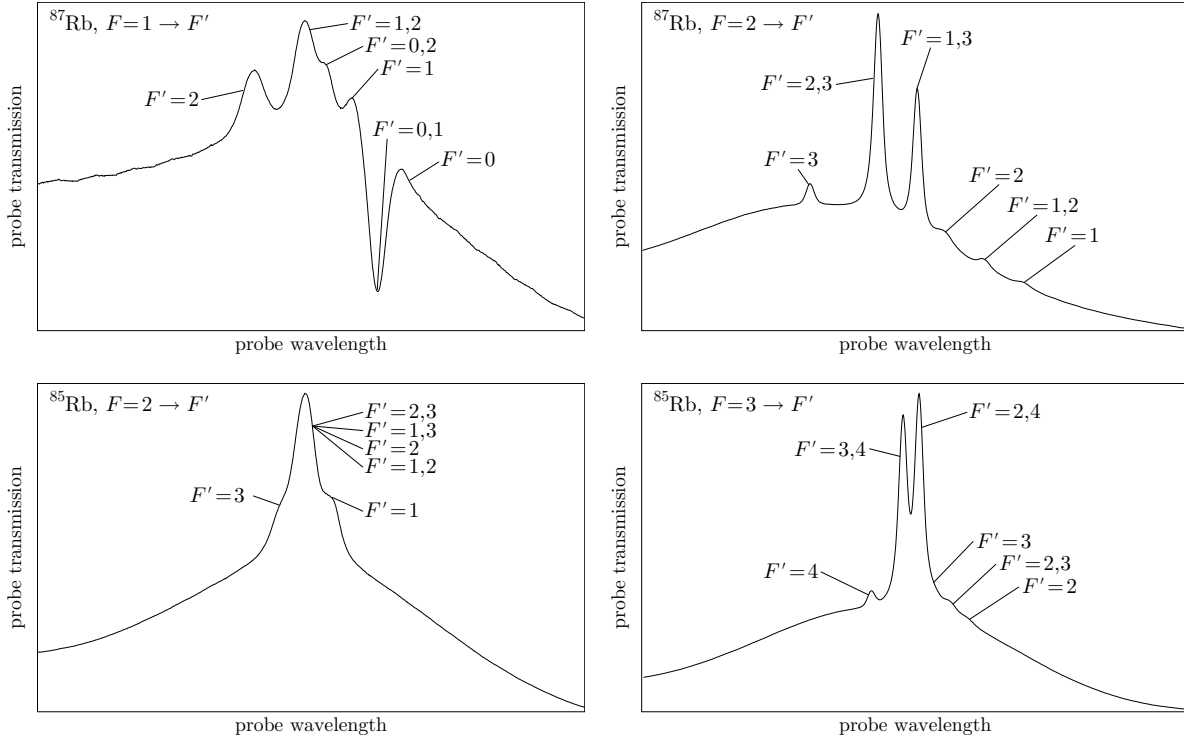 ⁸⁷Rb, F=1 → F′
F′=1,2
F′=0,2
F′=1
F′=2
F′=0,1
F′=0
probe transmission
probe wavelength
⁸⁷Rb, F=2 → F′
F′=1,3
F′=2,3
F′=3
F′=2
F′=1,2
F′=1
probe transmission
probe wavelength
⁸⁵Rb, F=2 → F′
F′=2,3
F′=1,3
F′=2
F′=1,2
F′=3
F′=1
probe transmission
probe wavelength
⁸⁵Rb, F=3 → F′
F′=2,4
F′=3,4
F′=3
F′=4
F′=2,3
F′=2
probe transmission
probe wavelength